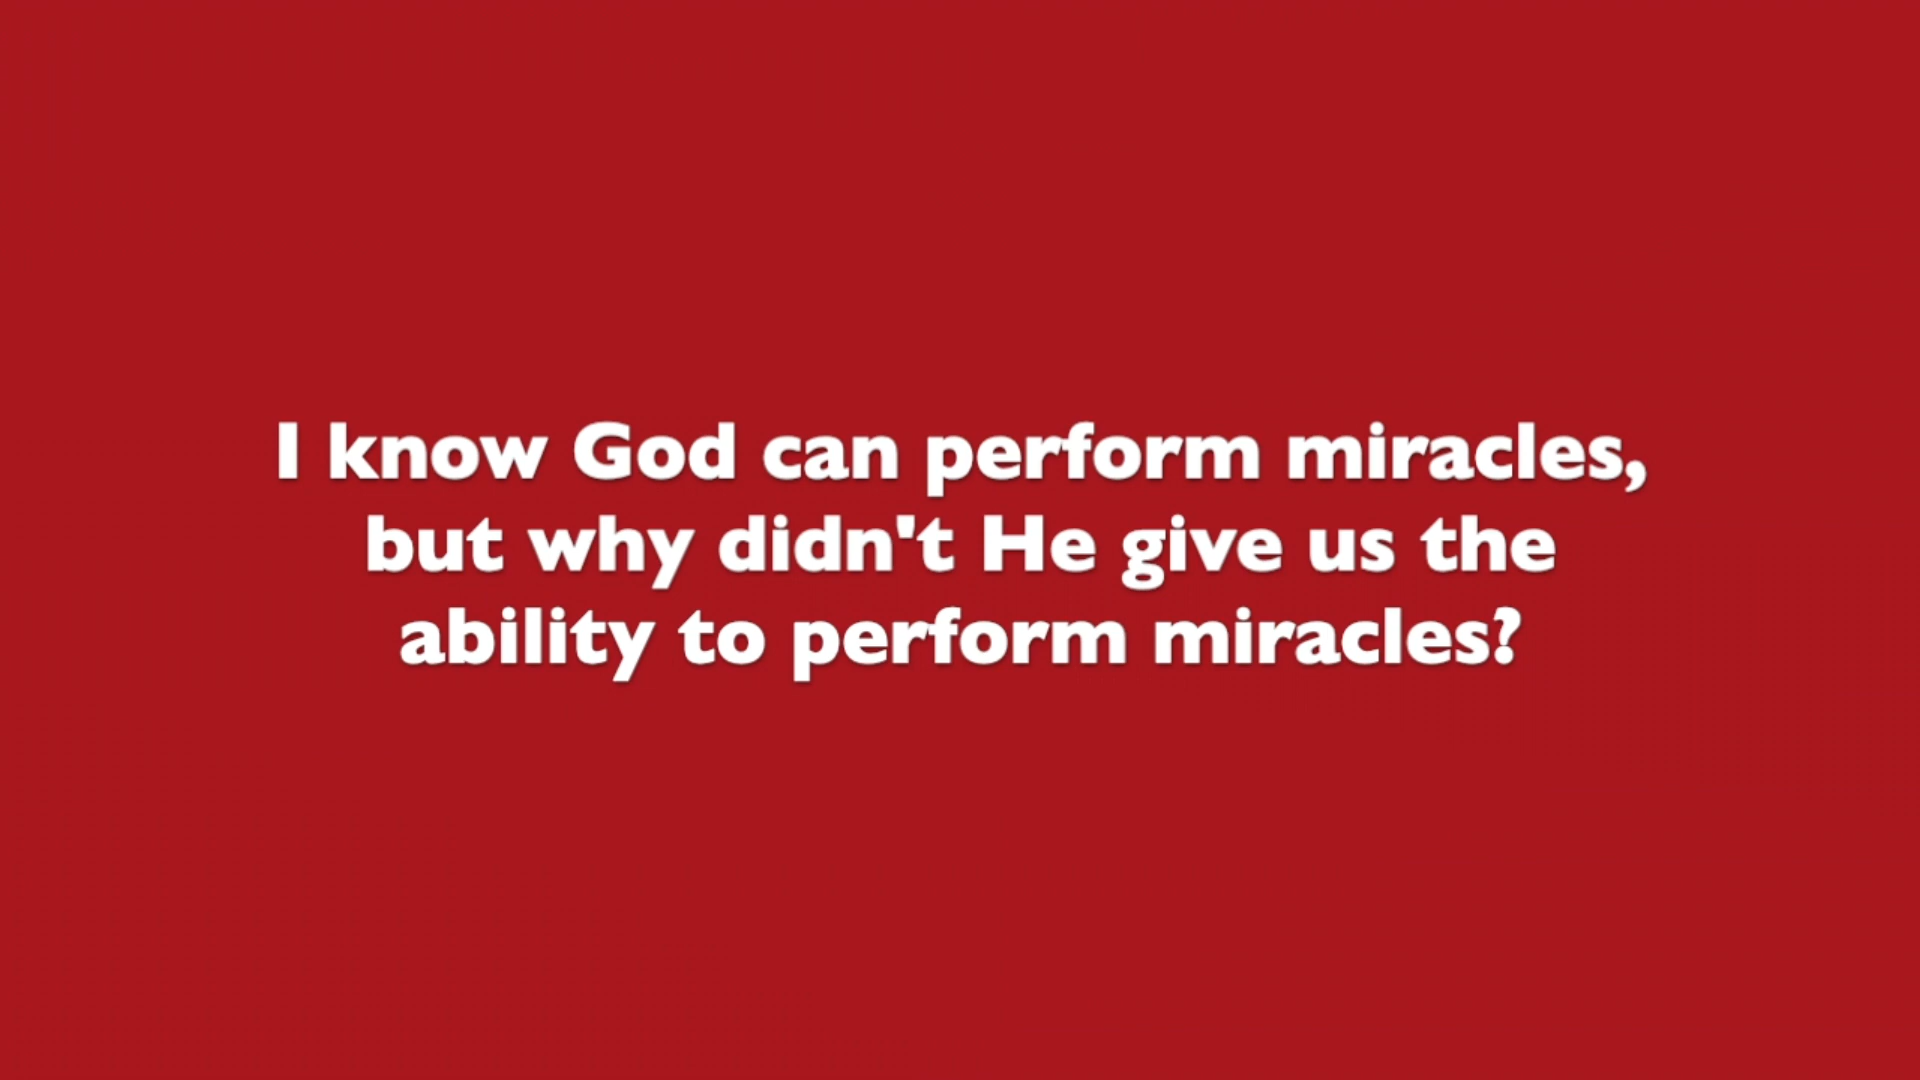 I know God can perform miracles,
but why didn't He give us the
ability to perform miracles?